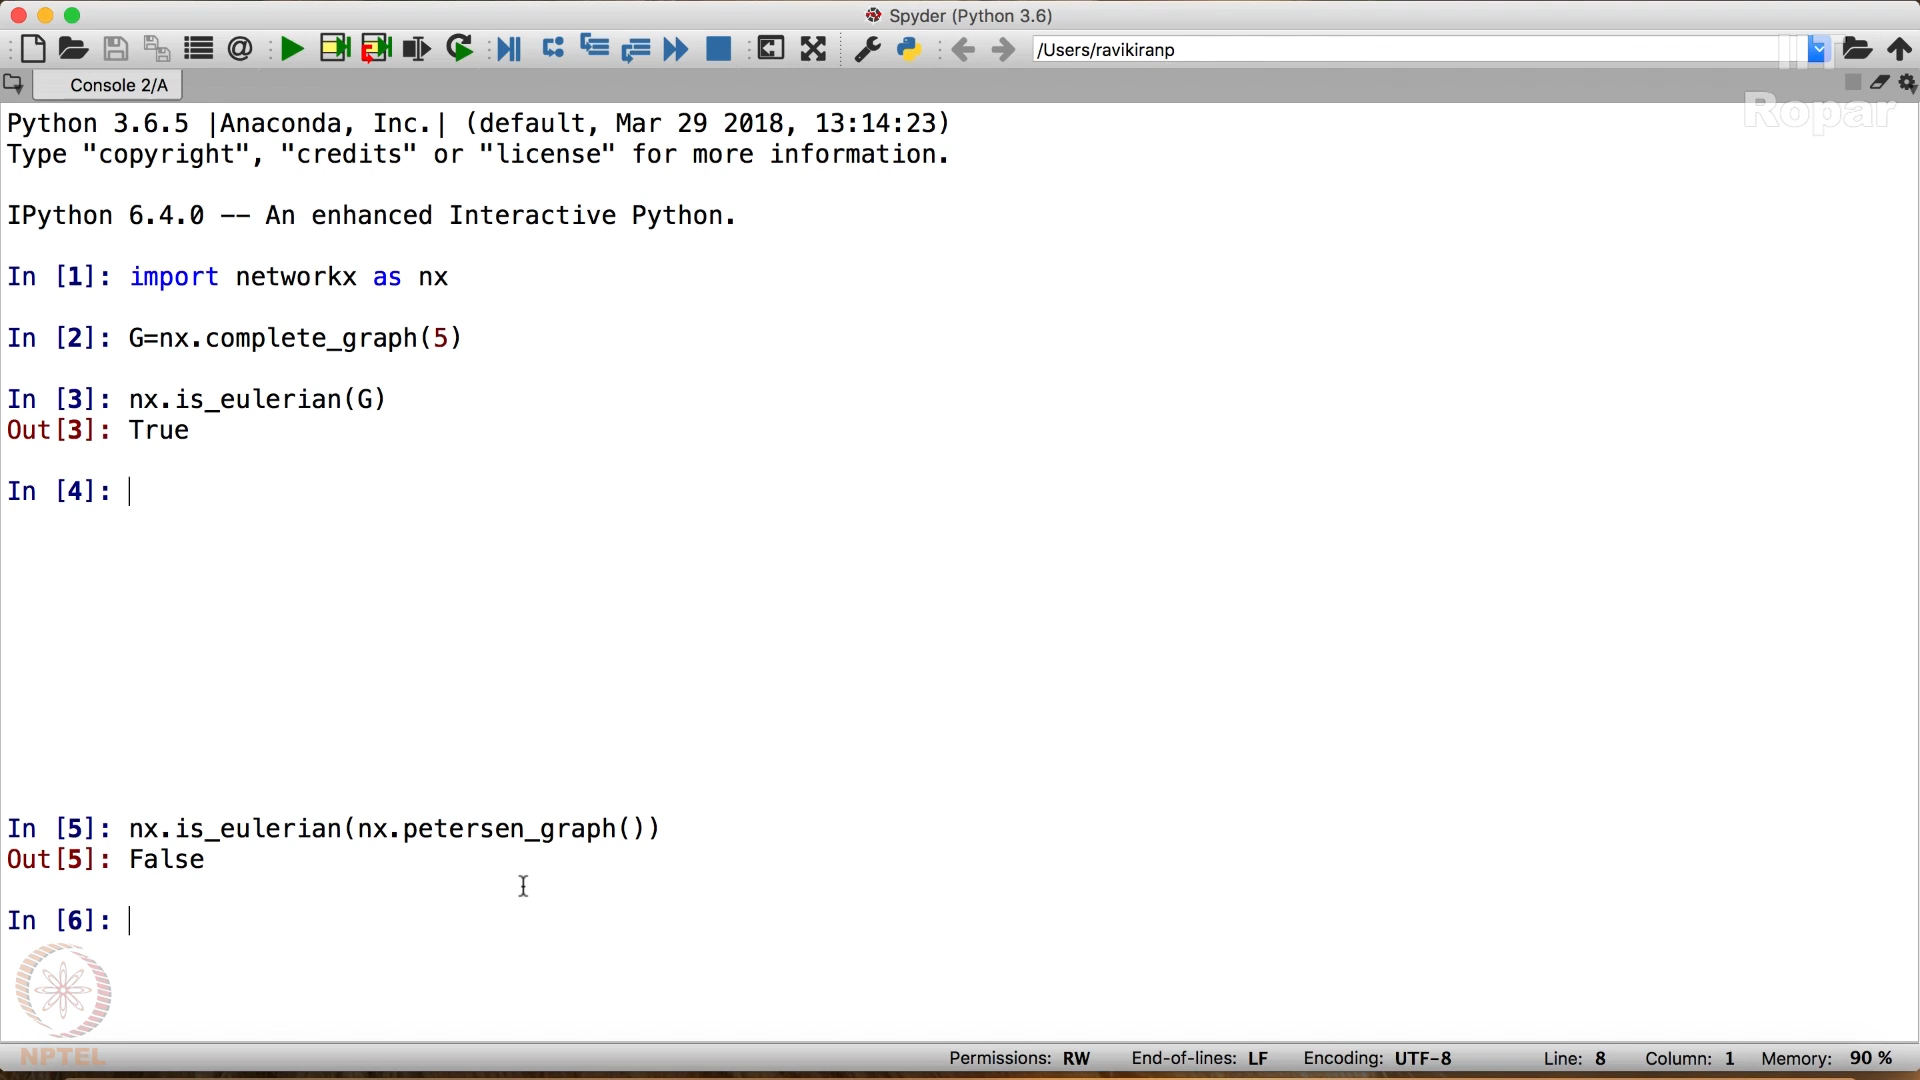 Spyder (Python 3.6)
/Users/ravikiranp
Console 2/A
Ropar
Python 3.6.5 |Anaconda, Inc.| (default, Mar 29 2018, 13:14:23)
Type "copyright", "credits" or "license" for more information.
IPython 6.4.0 -- An enhanced Interactive Python.
In [1]: import networkx as nx
In [2]: G=nx.complete_graph(5)
In [3]: nx.is_eulerian(G)
Out[3]: True
In [4]:
In [5]: nx.is_eulerian(nx.petersen_graph())
Out[5]: False
In [6]:
NPTEL
Permissions: RW End-of-lines: LF Encoding: UTF-8 Line: 8 Column: 1 Memory: 90 %